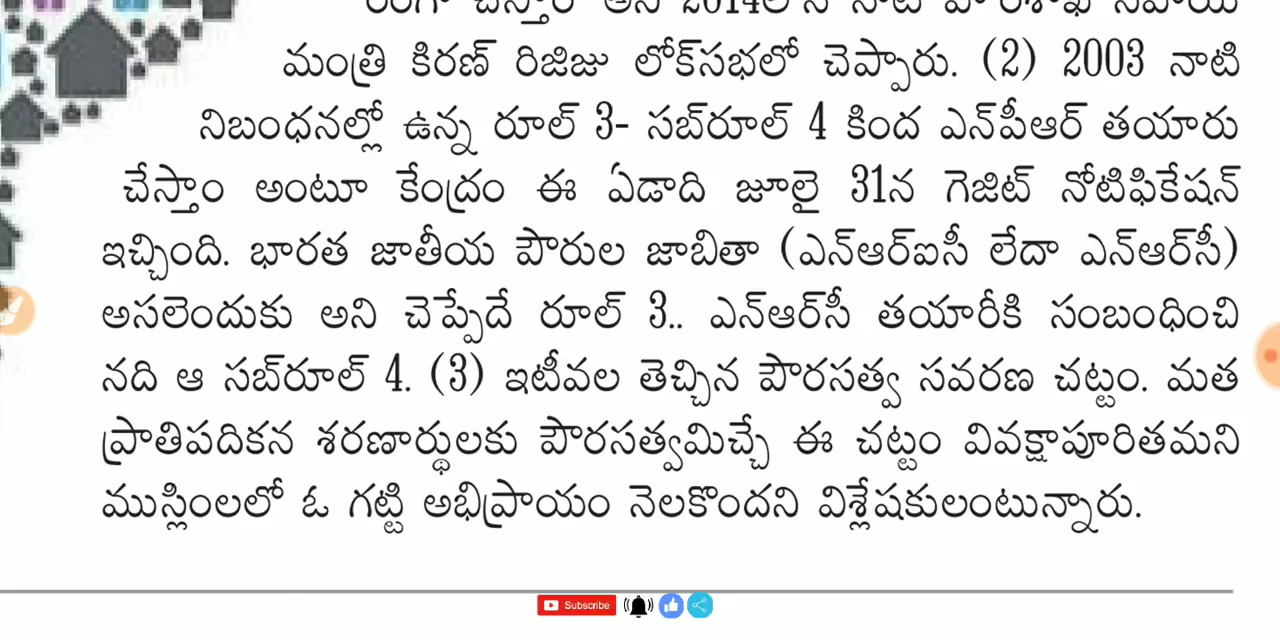 మంత్రి కిరణ్ రిజిజు లోక్‌సభలో చెప్పారు. (2) 2003 నాటి
నిబంధనల్లో ఉన్న రూల్ 3- సబ్‌రూల్ 4 కింద ఎన్‌పీఆర్ తయారు
చేస్తాం అంటూ కేంద్రం ఈ ఏడాది జూలై 31న గెజిట్ నోటిఫికేషన్
ఇచ్చింది. భారత జాతీయ పౌరుల జాబితా (ఎన్ఆర్ఐసీ లేదా ఎన్ఆర్‌సీ)
అసలెందుకు అని చెప్పేదే రూల్ 3.. ఎన్ఆర్‌సీ తయారీకి సంబంధించి
నది ఆ సబ్‌రూల్ 4. (3) ఇటీవల తెచ్చిన పౌరసత్వ సవరణ చట్టం. మత
ప్రాతిపదికన శరణార్థులకు పౌరసత్వమిచ్చే ఈ చట్టం వివక్షాపూరితమని
ముస్లింలలో ఓ గట్టి అభిప్రాయం నెలకొందని విశ్లేషకులంటున్నారు.
Subscribe